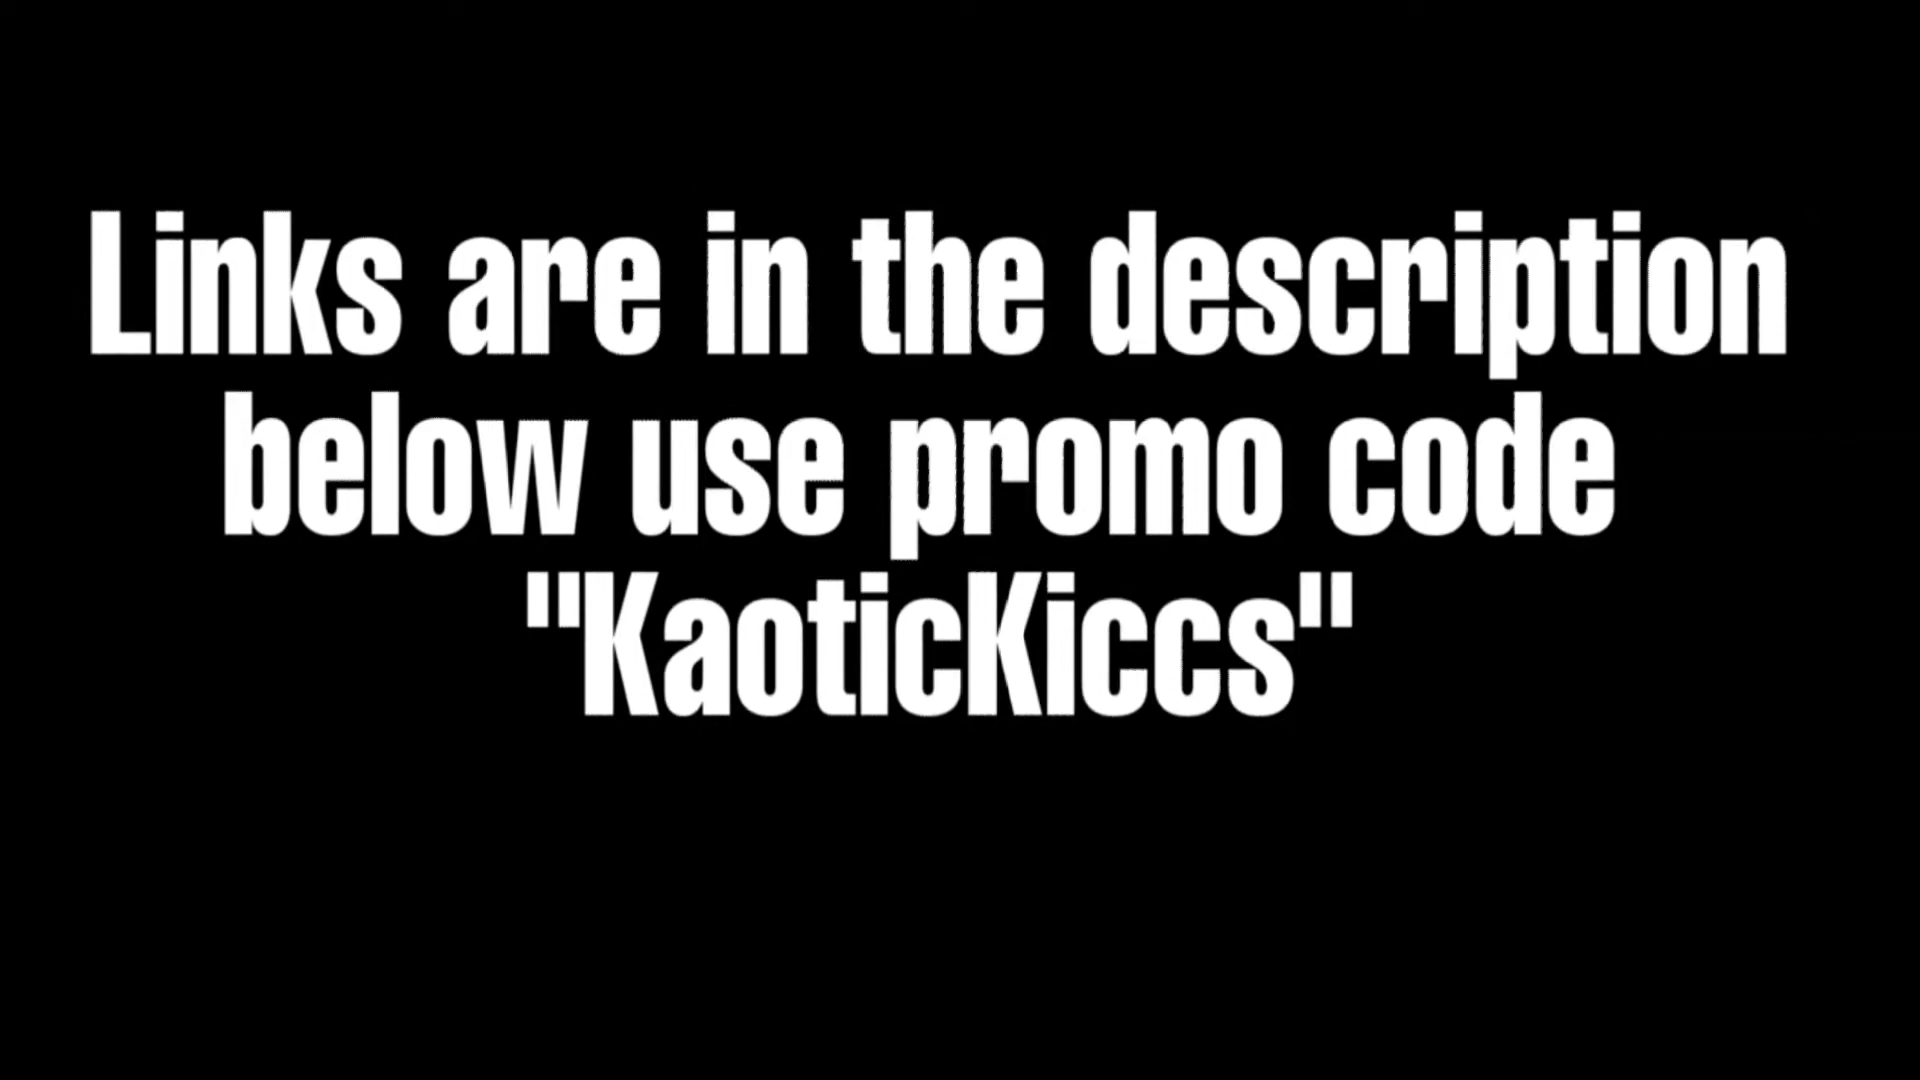 Links are in the description
below use promo code
"KaoticKiccs"